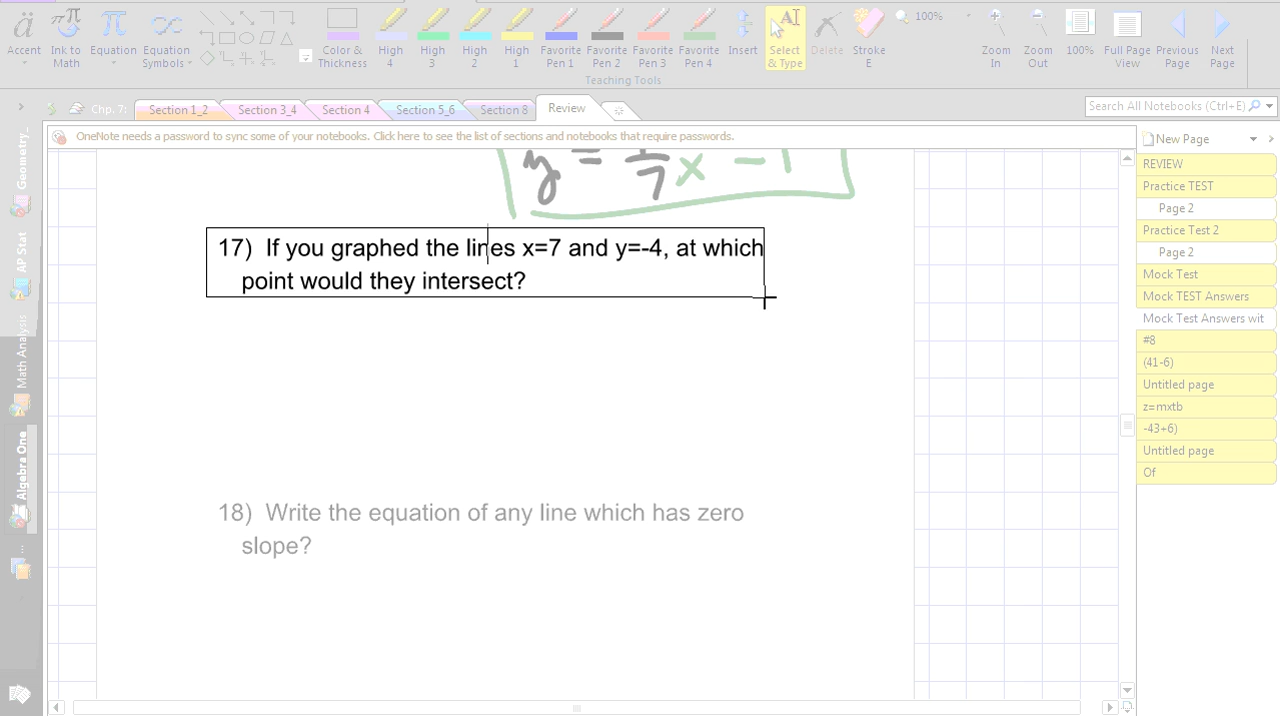 Accent
Ink to Math
Equation
Equation Symbols
Color & Thickness
High 4
High 3
High 2
High 1
Favorite Pen 1
Favorite Pen 2
Favorite Pen 3
Favorite Pen 4
Insert
Select & Type
Delete
Stroke E
100%
Zoom In
Zoom Out
100%
Full Page View
Previous Page
Next Page
Teaching Tools
Chp. 7:
Section 1_2
Section 3_4
Section 4
Section 5_6
Section 8
Review
Search All Notebooks (Ctrl+E)
OneNote needs a password to sync some of your notebooks. Click here to see the list of sections and notebooks that require passwords.
New Page
REVIEW
Practice TEST
Page 2
Practice Test 2
Page 2
Mock Test
Mock TEST Answers
Mock Test Answers wit
#8
(41-6)
Untitled page
z=mxtb
-43+6)
Untitled page
Of
Geometry...
AP Stat
Math Analysis
Algebra One
y = 1/7 x - 1
17) If you graphed the lines x=7 and y=-4, at which
point would they intersect?
18) Write the equation of any line which has zero
slope?